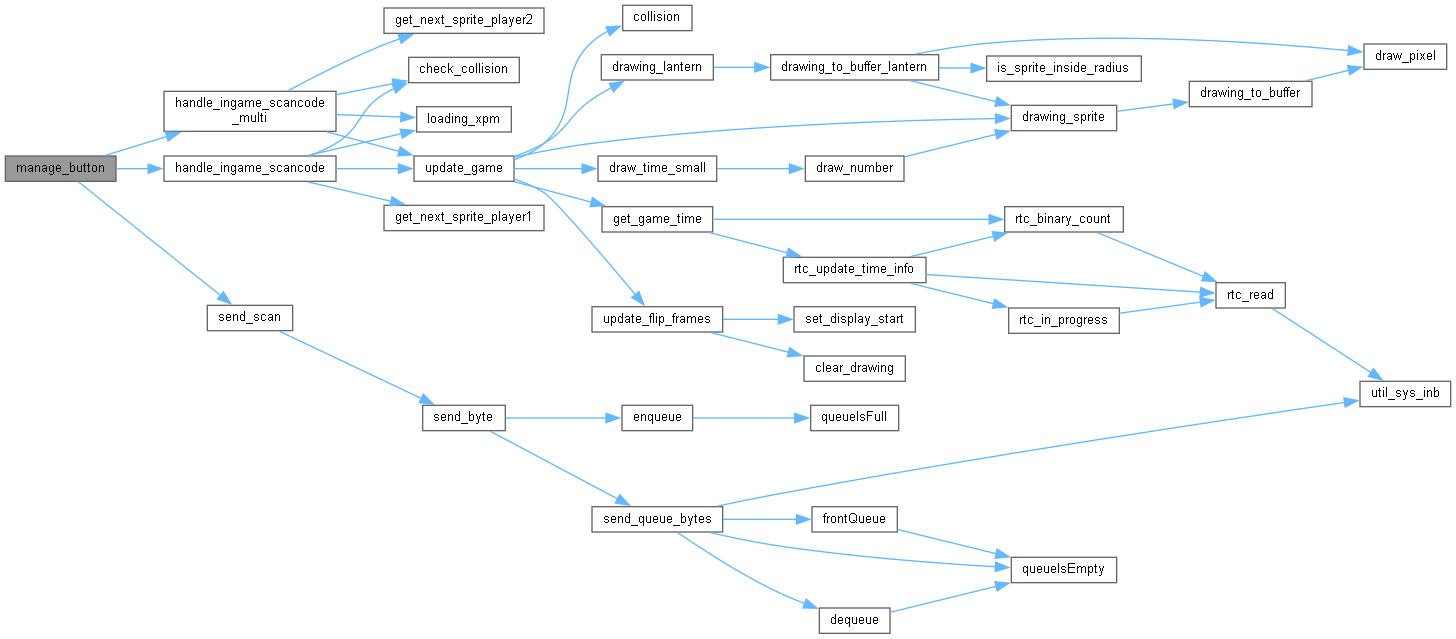 get_next_sprite_player2
collision
check_collision
drawing_lantern
drawing_to_buffer_lantern
draw_pixel
is_sprite_inside_radius
handle_ingame_scancode
_multi
drawing_to_buffer
loading_xpm
drawing_sprite
manage_button
handle_ingame_scancode
update_game
draw_time_small
draw_number
get_next_sprite_player1
get_game_time
rtc_binary_count
rtc_update_time_info
rtc_read
send_scan
update_flip_frames
set_display_start
rtc_in_progress
clear_drawing
util_sys_inb
send_byte
enqueue
queueIsFull
send_queue_bytes
frontQueue
queueIsEmpty
dequeue